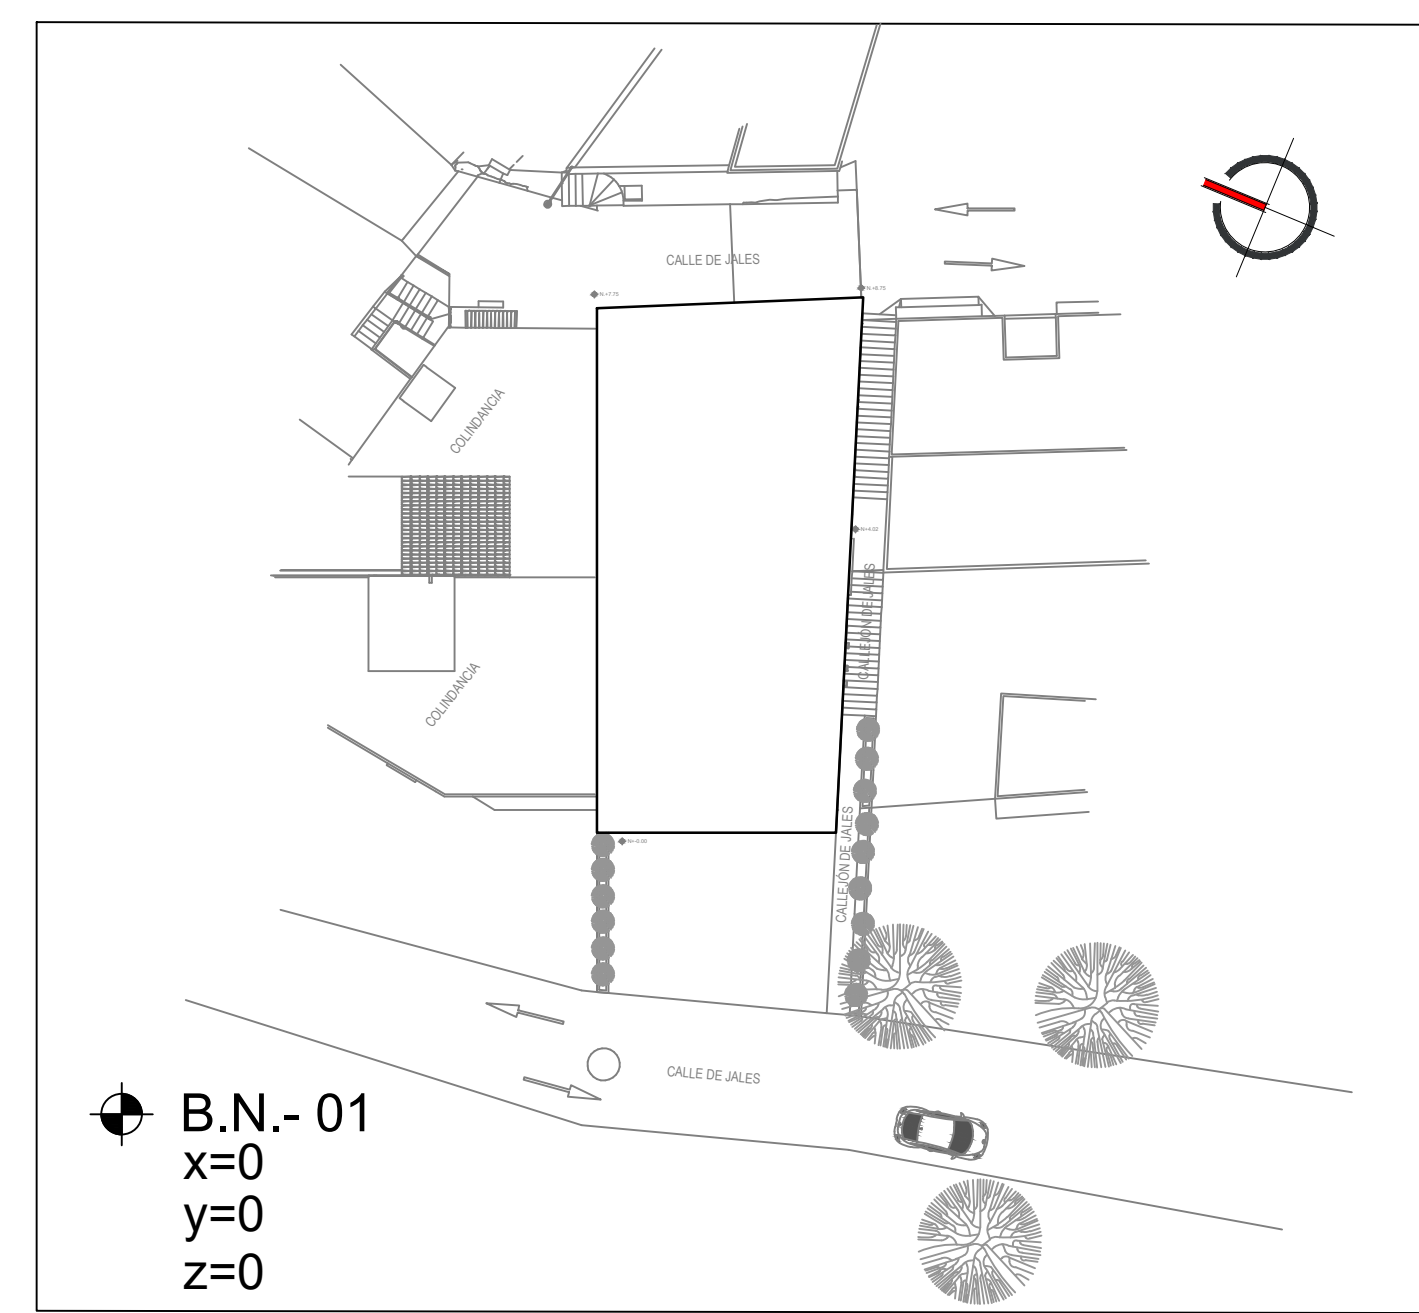 CALLE DE JALES
N.+7.75
N.+8.75
COLINDANCIA
N+4.02
CALLEJÓN DE JALES
COLINDANCIA
N+-0.00
CALLEJÓN DE JALES
CALLE DE JALES
B.N.- 01
x=0
y=0
z=0